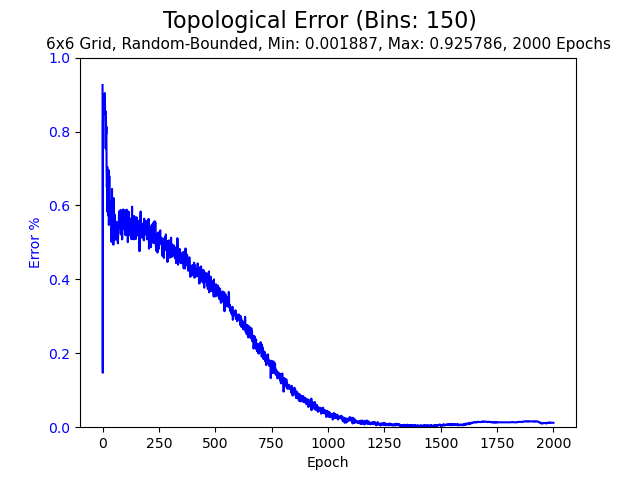 Topological Error (Bins: 150)
6x6 Grid, Random-Bounded, Min: 0.001887, Max: 0.925786, 2000 Epochs
1.0
0.8
0.6
0.4
0.2
0.0
Error %
0 250 500 750 1000 1250 1500 1750 2000
Epoch